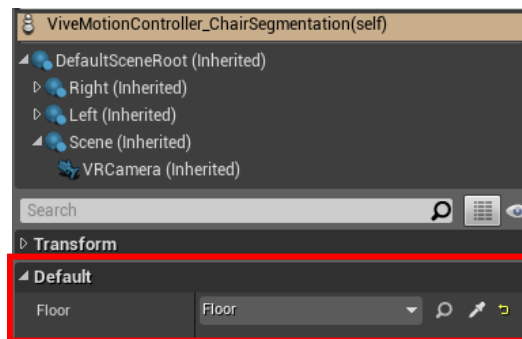 ViveMotionController_ChairSegmentation(self)
DefaultSceneRoot (Inherited)
Right (Inherited)
Left (Inherited)
Scene (Inherited)
VRCamera (Inherited)
Search
Transform
Default
Floor Floor